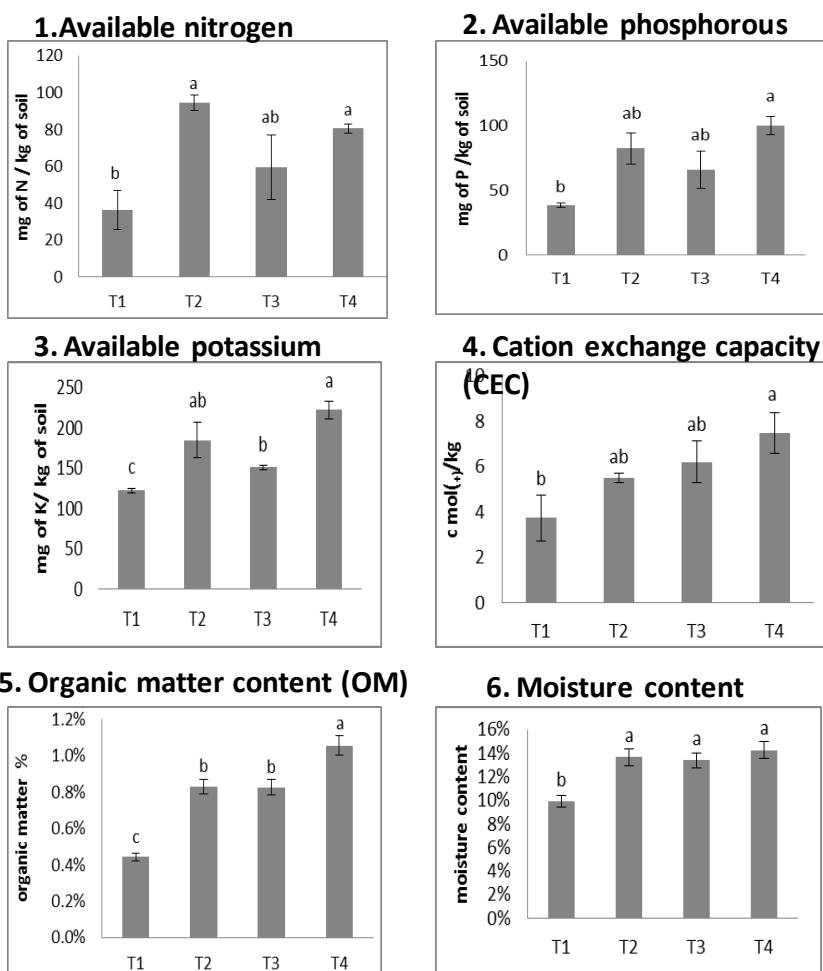 1.Available nitrogen
mg of N / kg of soil
120
100
80
60
40
20
0
b
a
ab
a
T1 T2 T3 T4
2. Available phosphorous
mg of P /kg of soil
150
100
50
0
b
ab
ab
a
T1 T2 T3 T4
3. Available potassium
mg of K/ kg of soil
250
200
150
100
50
0
c
ab
b
a
T1 T2 T3 T4
4. Cation exchange capacity
(CEC)
c mol(+)/kg
10
8
6
4
2
0
b
ab
ab
a
T1 T2 T3 T4
5. Organic matter content (OM)
organic matter %
1.2%
1.0%
0.8%
0.6%
0.4%
0.2%
0.0%
c
b
b
a
T1 T2 T3 T4
6. Moisture content
moisture content
16%
14%
12%
10%
8%
6%
4%
2%
0%
b
a
a
a
T1 T2 T3 T4